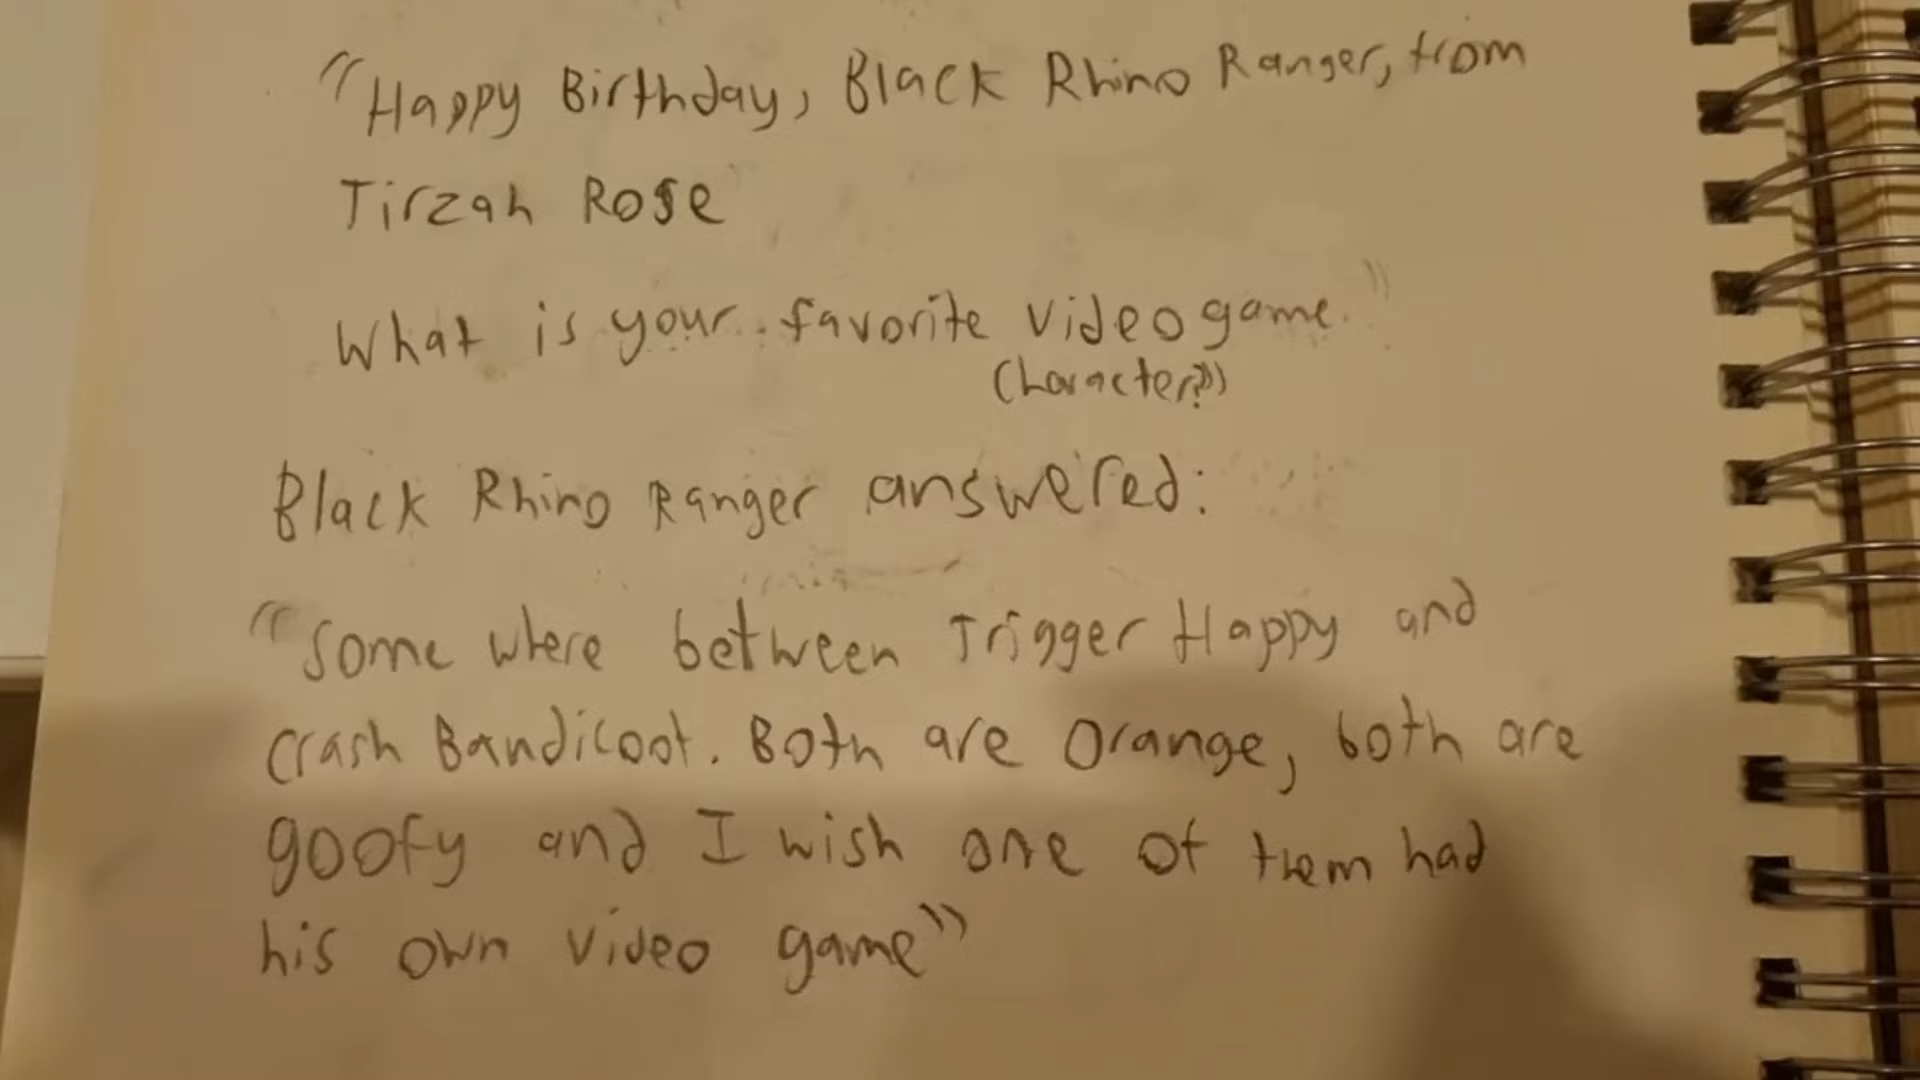 "Happy Birthday, Black Rhino Ranger, from
Tirzah Rose
What is your favorite video game"
(character?")
Black Rhino Ranger answered:
"Some where between Trigger Happy and
Crash Bandicoot. Both are orange, both are
goofy and I wish one of them had
his own video game"